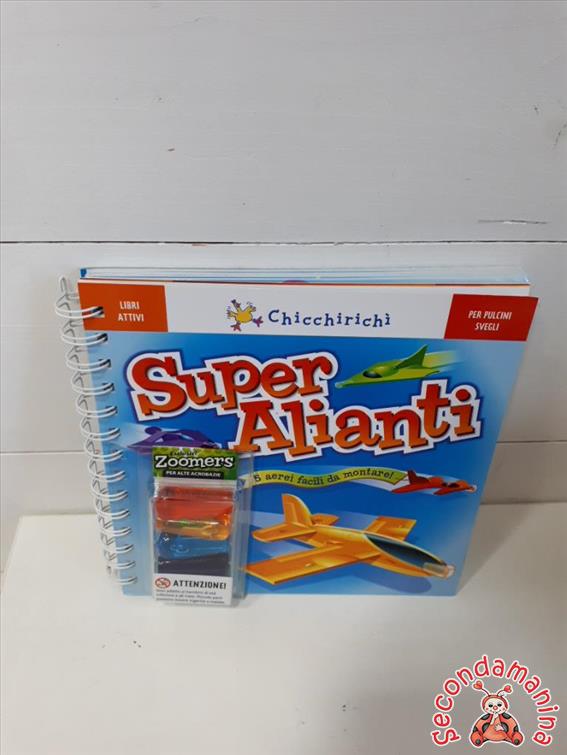 LIBRI
ATTIVI
Chicchirichì
PER PULCINI
SVEGLI
Super
Alianti
5 aerei facili da montare!
Zoomers
PER ALTE ACROBAZIE
ATTENZIONE!
Secondamanina